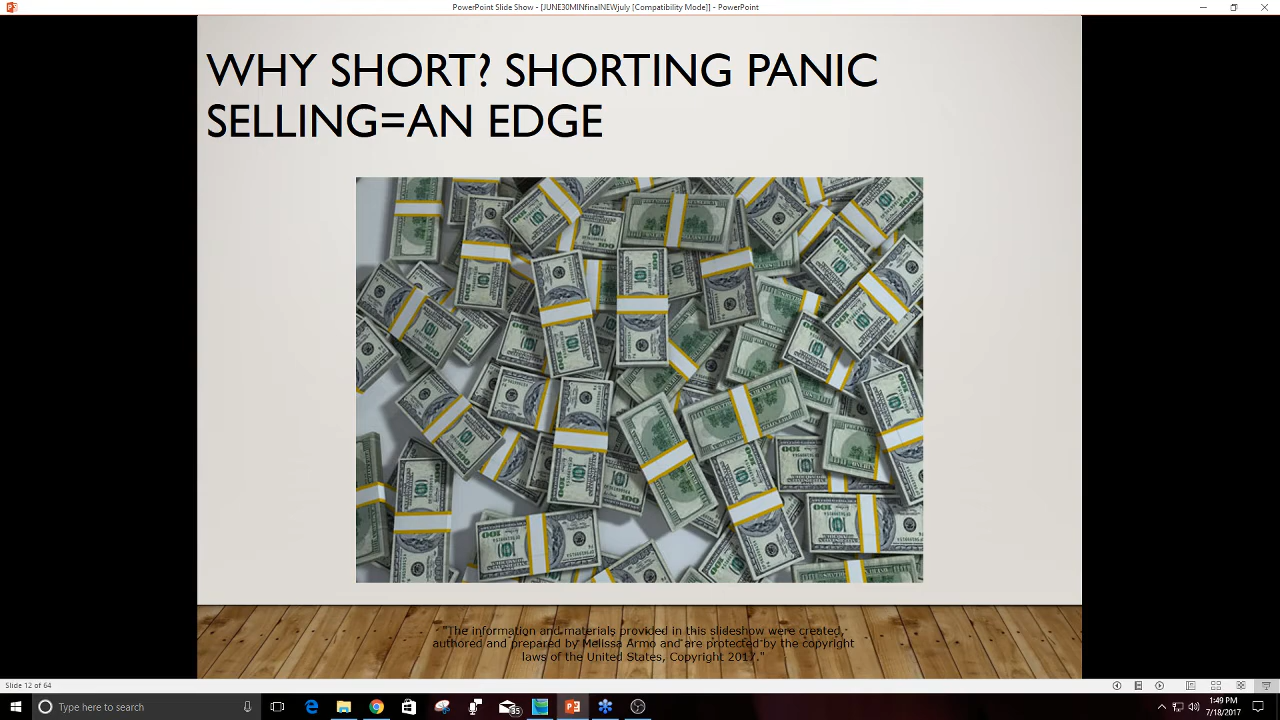 PowerPoint Slide Show - [JUNE30MINfinalNEWjuly [Compatibility Mode]] - PowerPoint
WHY SHORT? SHORTING PANIC
SELLING=AN EDGE
"The information and materials provided in this slideshow were created,
authored and prepared by Melissa Armo and are protected by the copyright
laws of the United States, Copyright 2017."
Slide 12 of 64
Type here to search
35
1:49 PM
7/18/2017